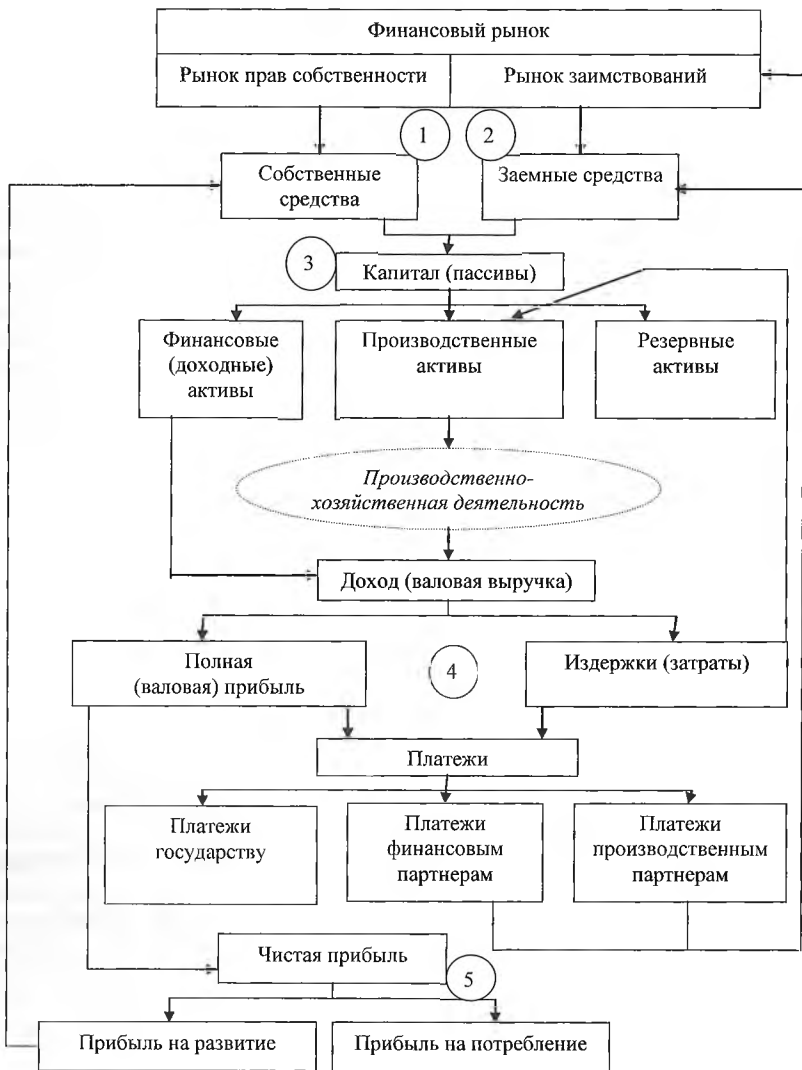 Финансовый рынок
Рынок прав собственности
Рынок заимствований
1
2
Собственные
средства
Заемные средства
3
Капитал (пассивы)
Финансовые
(доходные)
активы
Производственные
активы
Резервные
активы
Производственно-
хозяйственная деятельность
Доход (валовая выручка)
Полная
(валовая) прибыль
4
Издержки (затраты)
Платежи
Платежи
государству
Платежи
финансовым
партнерам
Платежи
производственным
партнерам
Чистая прибыль
5
Прибыль на развитие
Прибыль на потребление